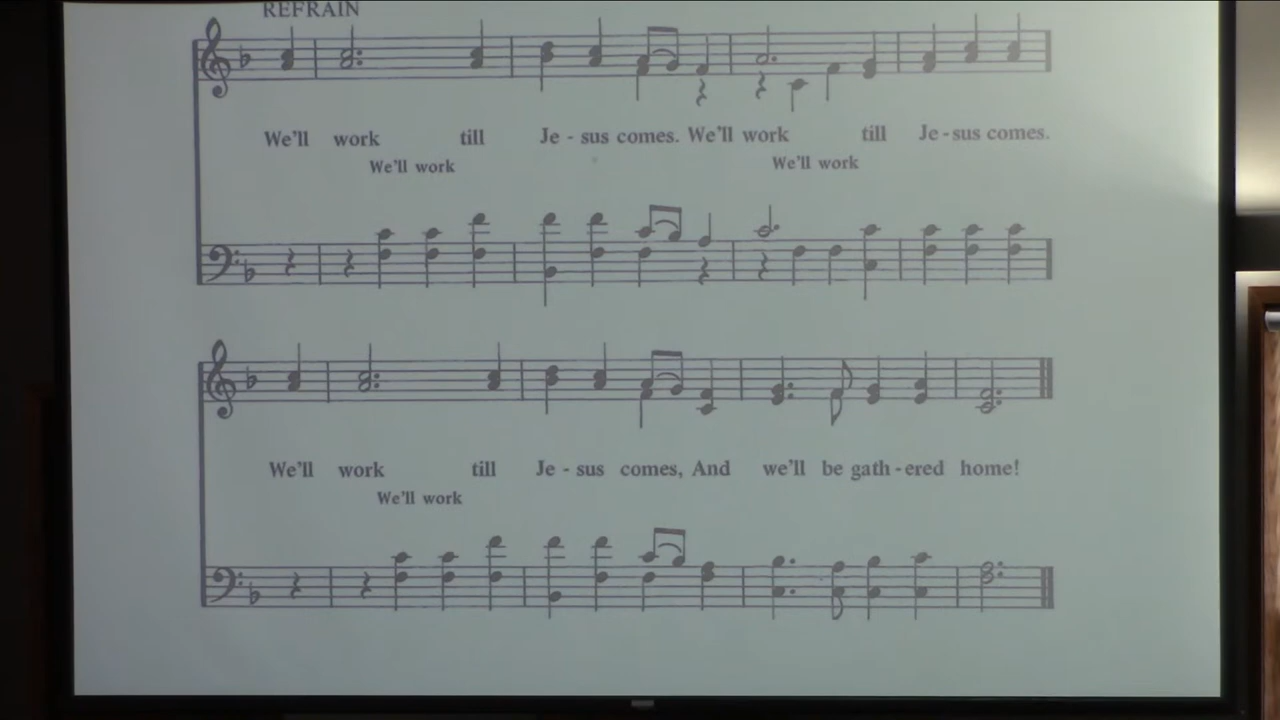 REFRAIN
We'll work till Je - sus comes. We'll work till Je - sus comes.
We'll work We'll work
We'll work till Je - sus comes, And we'll be gath - ered home!
We'll work